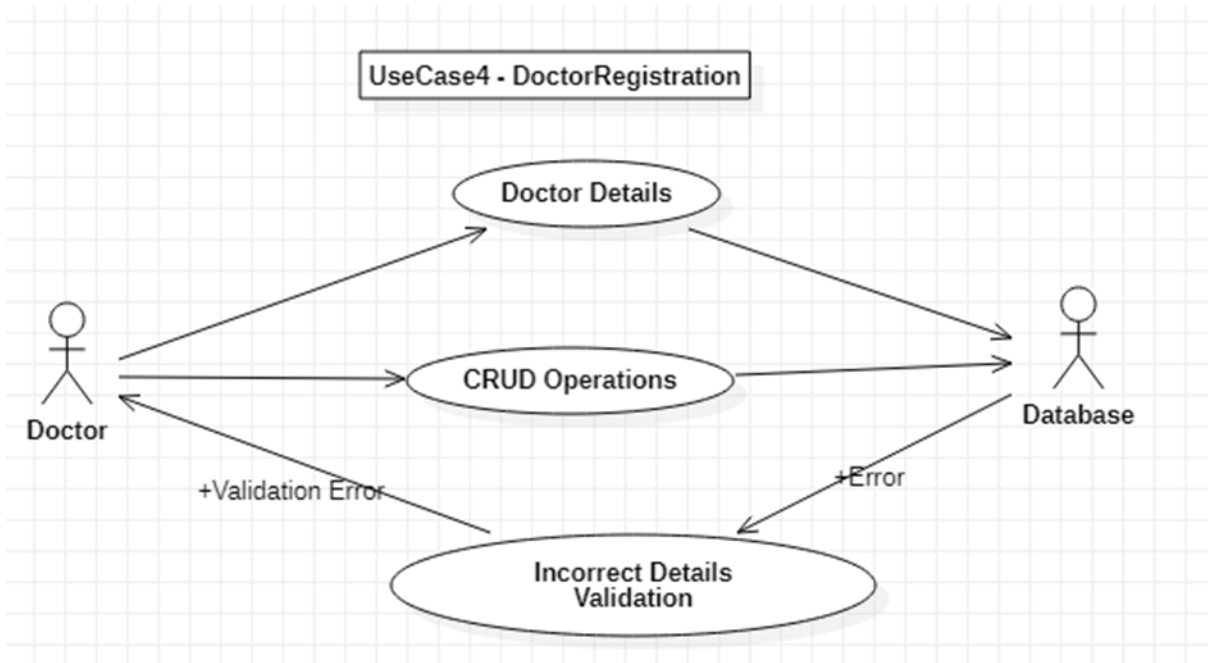 UseCase4 - DoctorRegistration
Doctor Details
CRUD Operations
Doctor
Database
+Validation Error
+Error
Incorrect Details
Validation